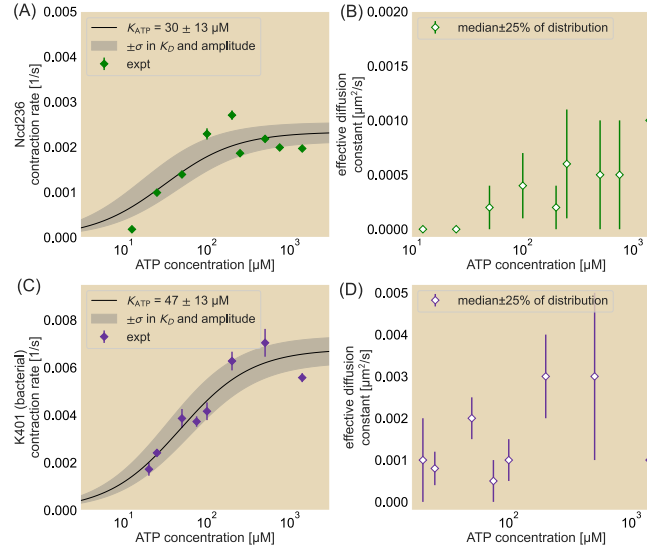 (A)
K_ATP = 30 ± 13 µM
±σ in K_D and amplitude
expt
Ncd236
contraction rate [1/s]
0.005
0.004
0.003
0.002
0.001
0.000
10¹
10²
10³
ATP concentration [µM]
(B)
median±25% of distribution
effective diffusion
constant [µm²/s]
0.0020
0.0015
0.0010
0.0005
0.0000
10¹
10²
10³
ATP concentration [µM]
(C)
K_ATP = 47 ± 13 µM
±σ in K_D and amplitude
expt
K401 (bacterial)
contraction rate [1/s]
0.008
0.006
0.004
0.002
0.000
10¹
10²
10³
ATP concentration [µM]
(D)
median±25% of distribution
effective diffusion
constant [µm²/s]
0.005
0.004
0.003
0.002
0.001
0.000
10²
10³
ATP concentration [µM]